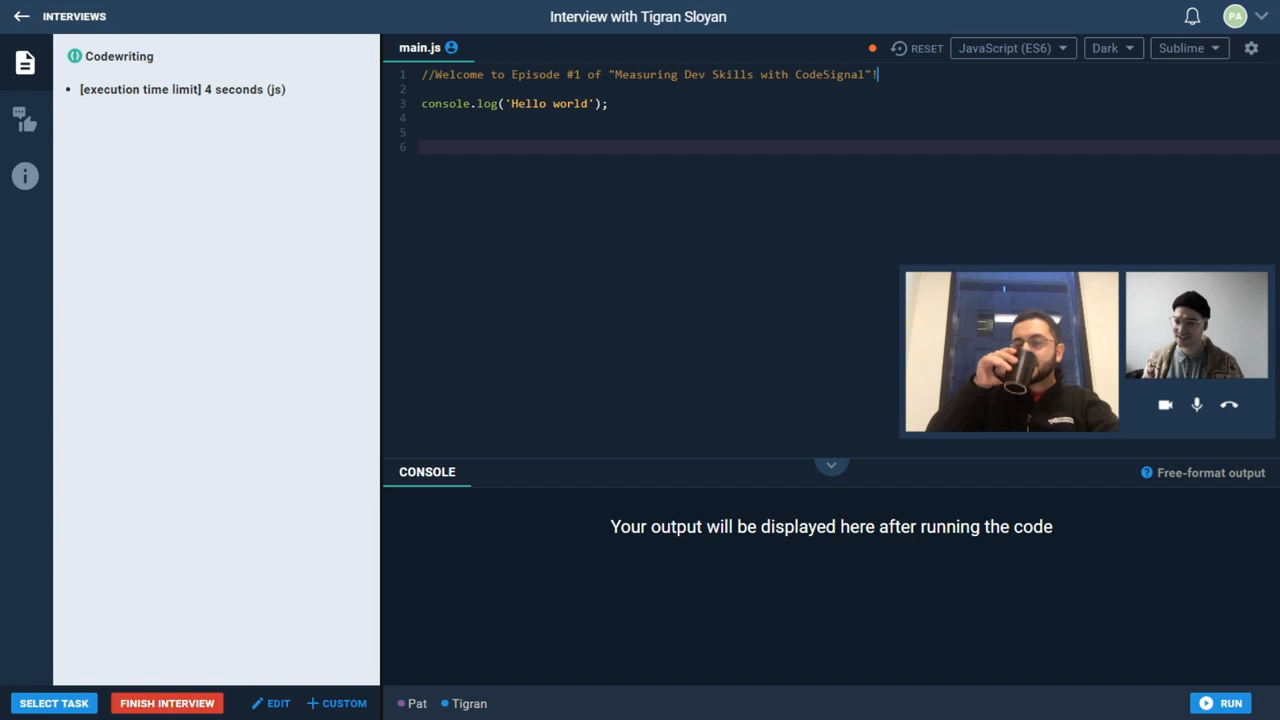 INTERVIEWS
Interview with Tigran Sloyan
PA
Codewriting
[execution time limit] 4 seconds (js)
main.js
RESET
JavaScript (ES6)
Dark
Sublime
1 //Welcome to Episode #1 of "Measuring Dev Skills with CodeSignal"!
2
3 console.log('Hello world');
4
5
6
CONSOLE
Free-format output
Your output will be displayed here after running the code
SELECT TASK
FINISH INTERVIEW
EDIT
CUSTOM
Pat
Tigran
RUN